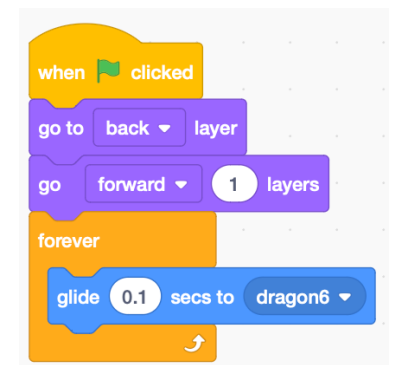 when clicked
go to back layer
go forward 1 layers
forever
glide 0.1 secs to dragon6